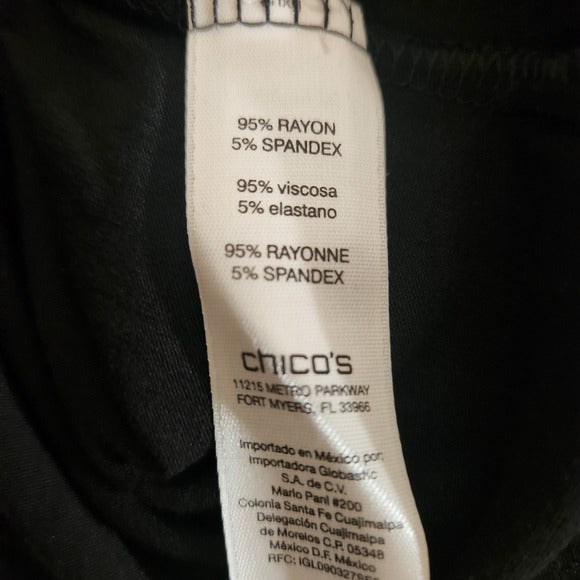 95% RAYON
5% SPANDEX
95% viscosa
5% elastano
95% RAYONNE
5% SPANDEX
chico's
11215 METRO PARKWAY
FORT MYERS, FL 33966
Importado en México por:
Importadora Globastic
S.A. de C.V.
Mario Pani #200
Colonia Santa Fe Cuajimalpa
Delegación Cuajimalpa
de Morelos C.P. 05348
México D.F. México
RFC: